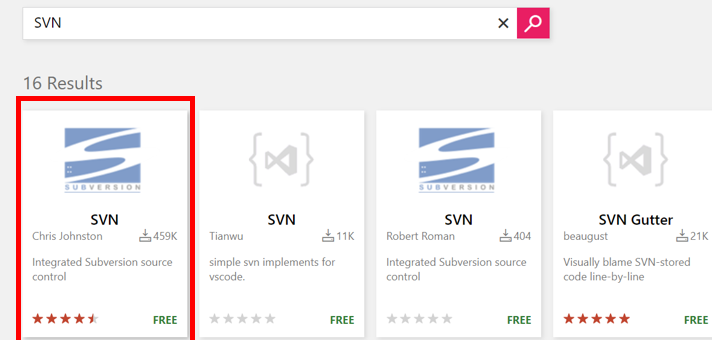 SVN
16 Results
SUBVERSION
SVN
Chris Johnston 459K
Integrated Subversion source
control
FREE
SVN
Tianwu 11K
simple svn implements for
vscode.
FREE
SUBVERSION
SVN
Robert Roman 404
Integrated Subversion source
control
FREE
SVN Gutter
beaugust 21K
Visually blame SVN-stored
code line-by-line
FREE